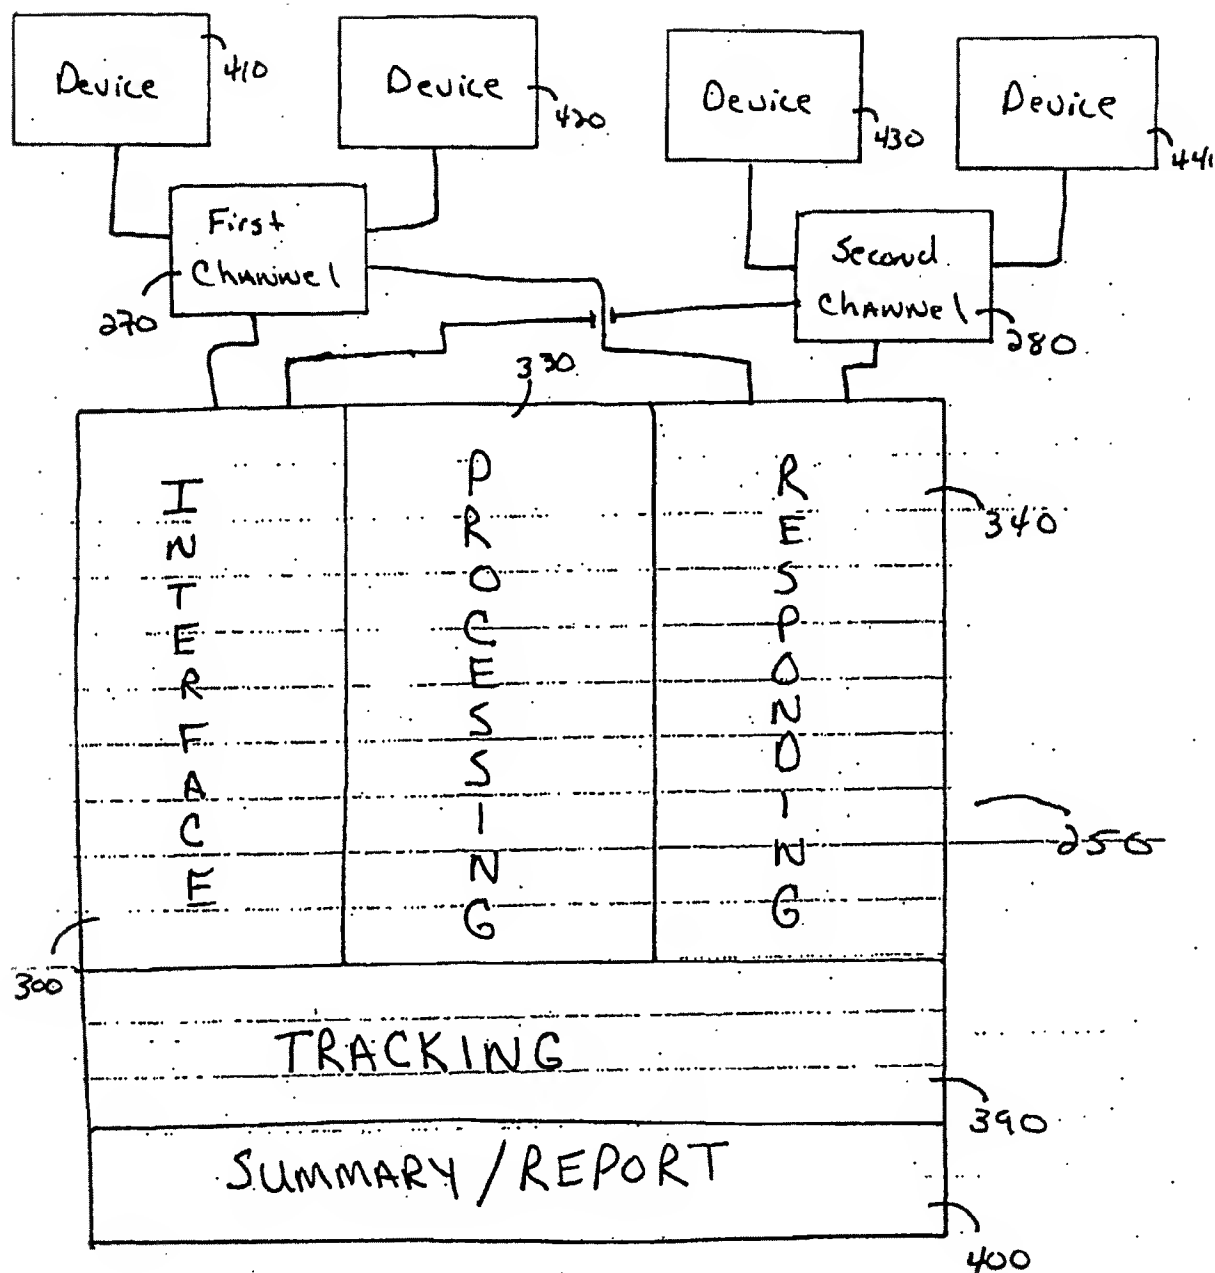 Device
410
Device
420
Device
430
Device
First
Channel
270
Second
Channel
280
330
INTERFACE
PROCESSING
RESPONDING
340
250
300
TRACKING
390
SUMMARY/REPORT
400